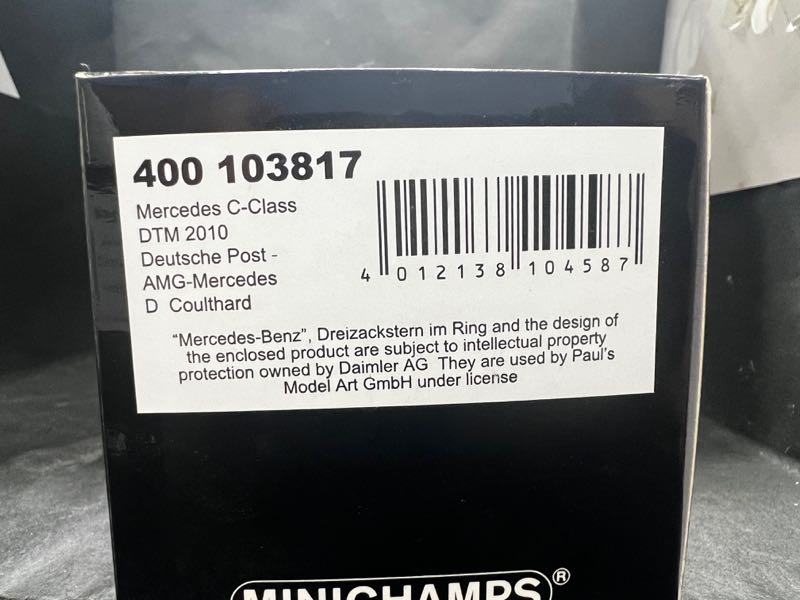 400 103817
Mercedes C-Class
DTM 2010
Deutsche Post -
AMG-Mercedes
D Coulthard
4 012138 104587
“Mercedes-Benz”, Dreizackstern im Ring and the design of
the enclosed product are subject to intellectual property
protection owned by Daimler AG They are used by Paul's
Model Art GmbH under license
MINICHAMPS®